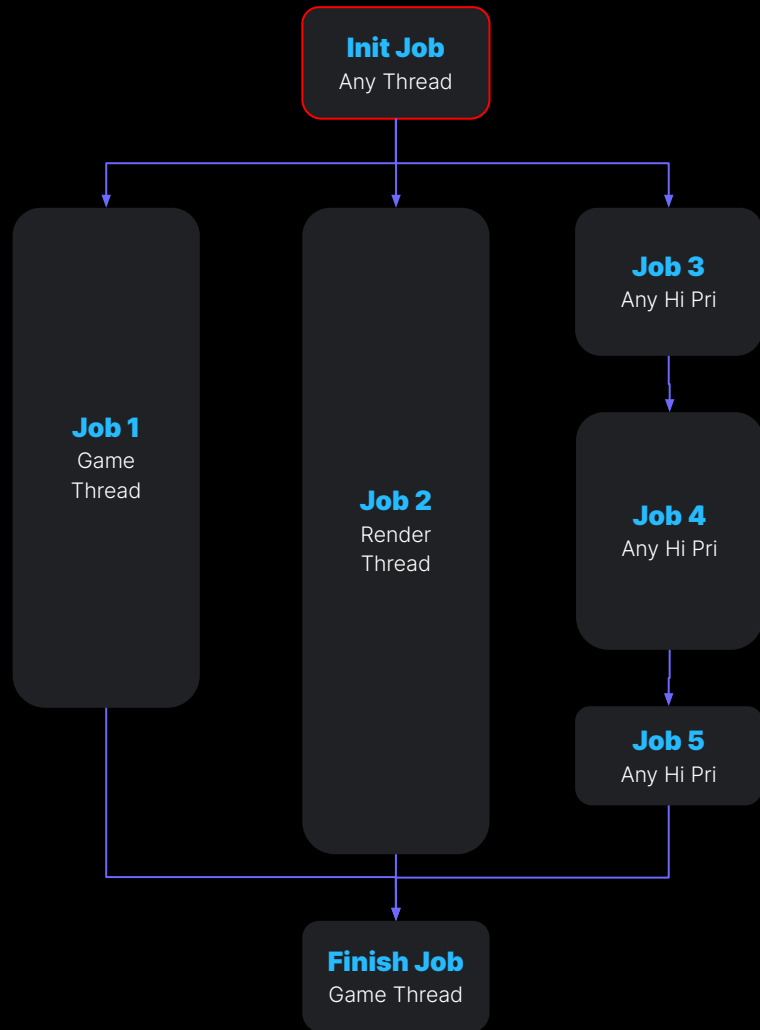 Init Job
Any Thread
Job 1
Game
Thread
Job 2
Render
Thread
Job 3
Any Hi Pri
Job 4
Any Hi Pri
Job 5
Any Hi Pri
Finish Job
Game Thread